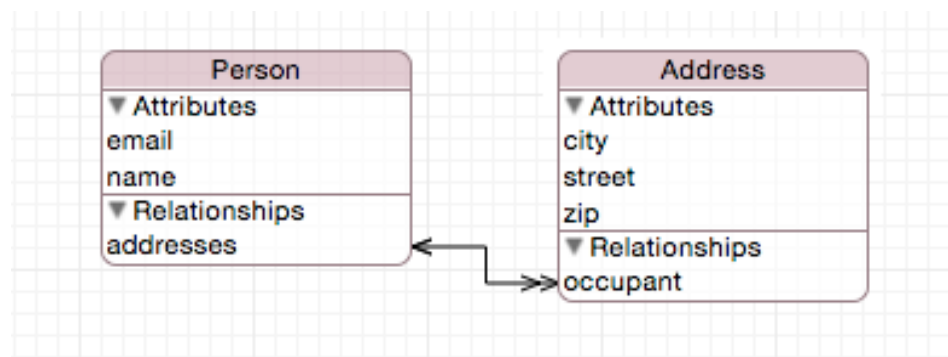 Person
▼ Attributes
email
name
▼ Relationships
addresses
Address
▼ Attributes
city
street
zip
▼ Relationships
occupant